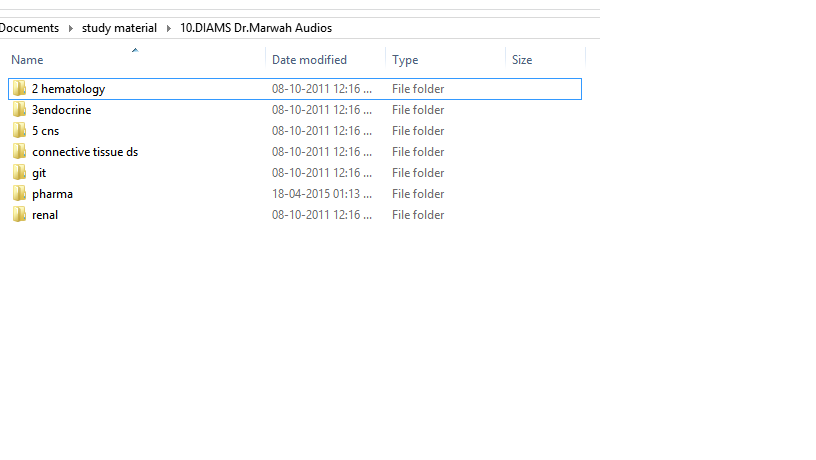 Documents study material 10.DIAMS Dr.Marwah Audios
Name Date modified Type Size
2 hematology 08-10-2011 12:16 ... File folder
3endocrine 08-10-2011 12:16 ... File folder
5 cns 08-10-2011 12:16 ... File folder
connective tissue ds 08-10-2011 12:16 ... File folder
git 08-10-2011 12:16 ... File folder
pharma 18-04-2015 01:13 ... File folder
renal 08-10-2011 12:16 ... File folder